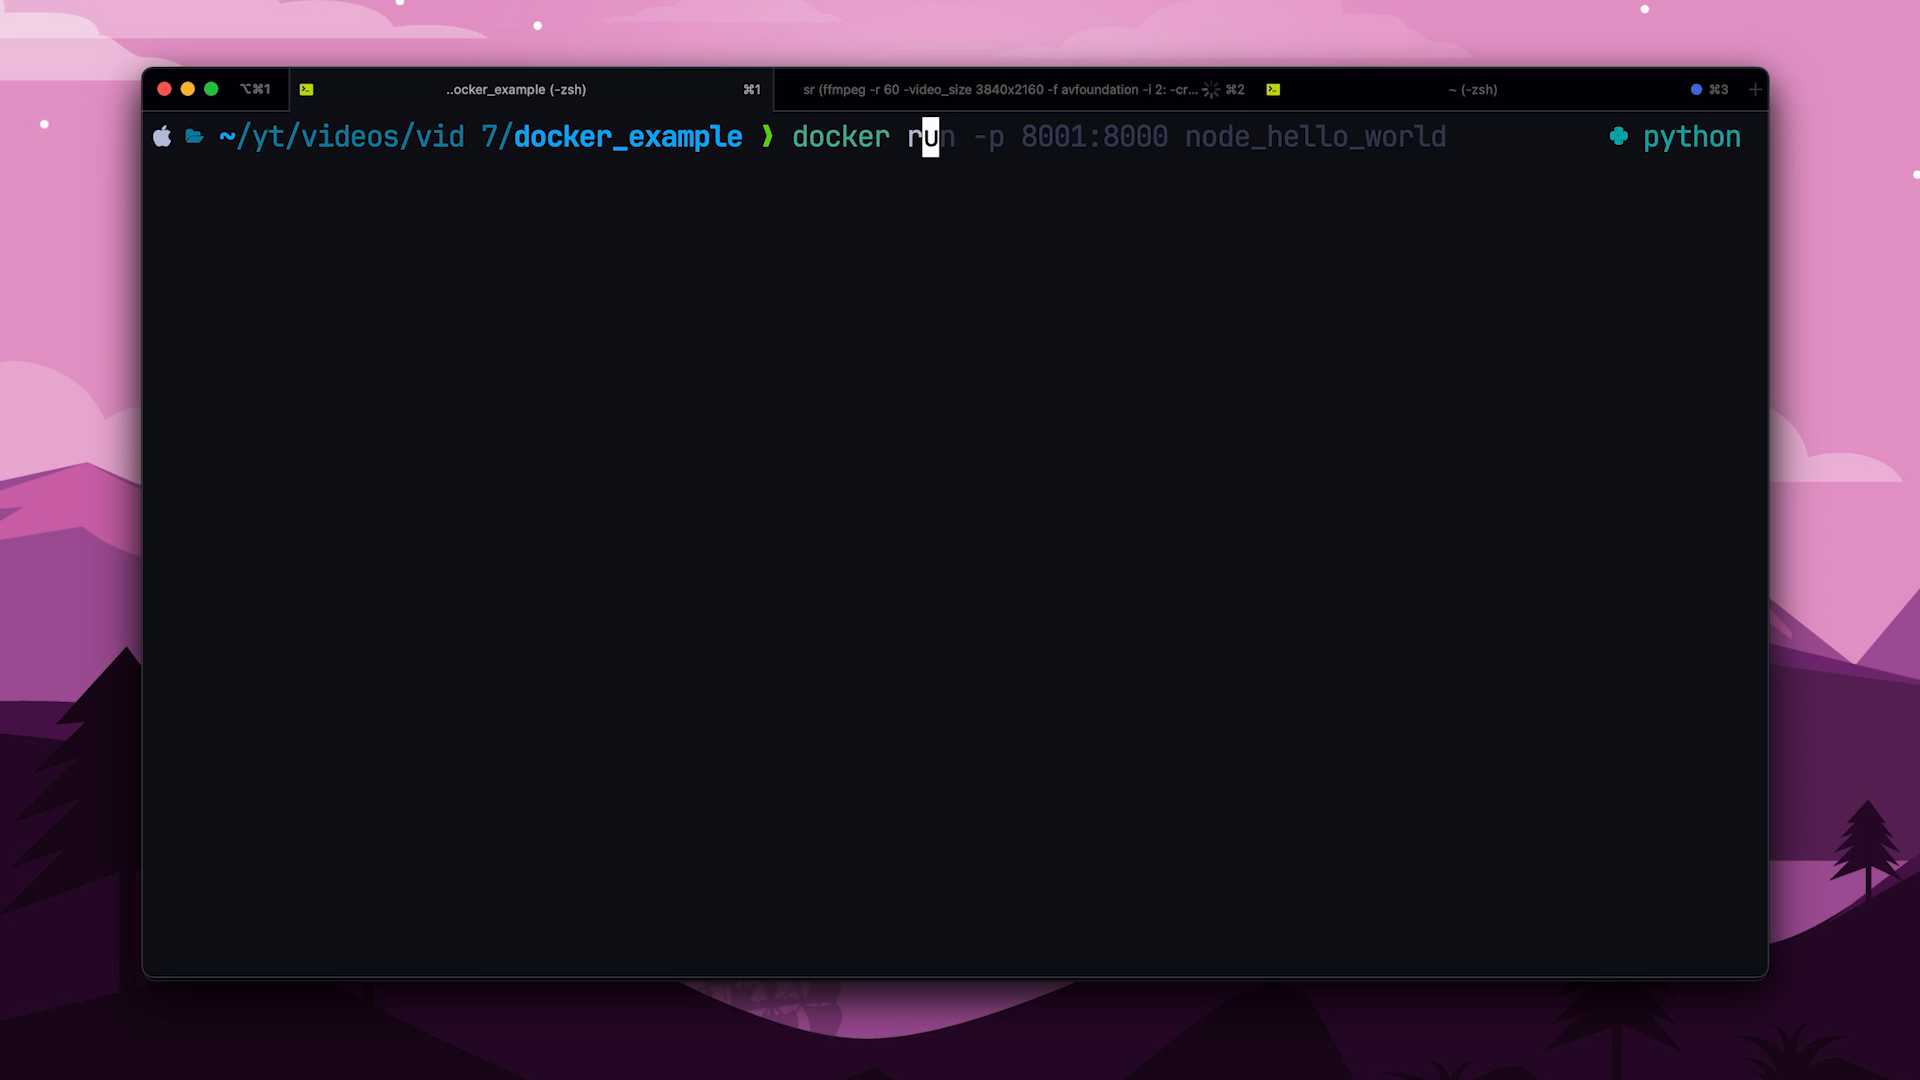 ⌥⌘1 ..ocker_example (-zsh) ⌘1 sr (ffmpeg -r 60 -video_size 3840x2160 -f avfoundation -i 2: -cr... ⌘2 ~ (-zsh) ⌘3
~/yt/videos/vid 7/docker_example ❯ docker run -p 8001:8000 node_hello_world python